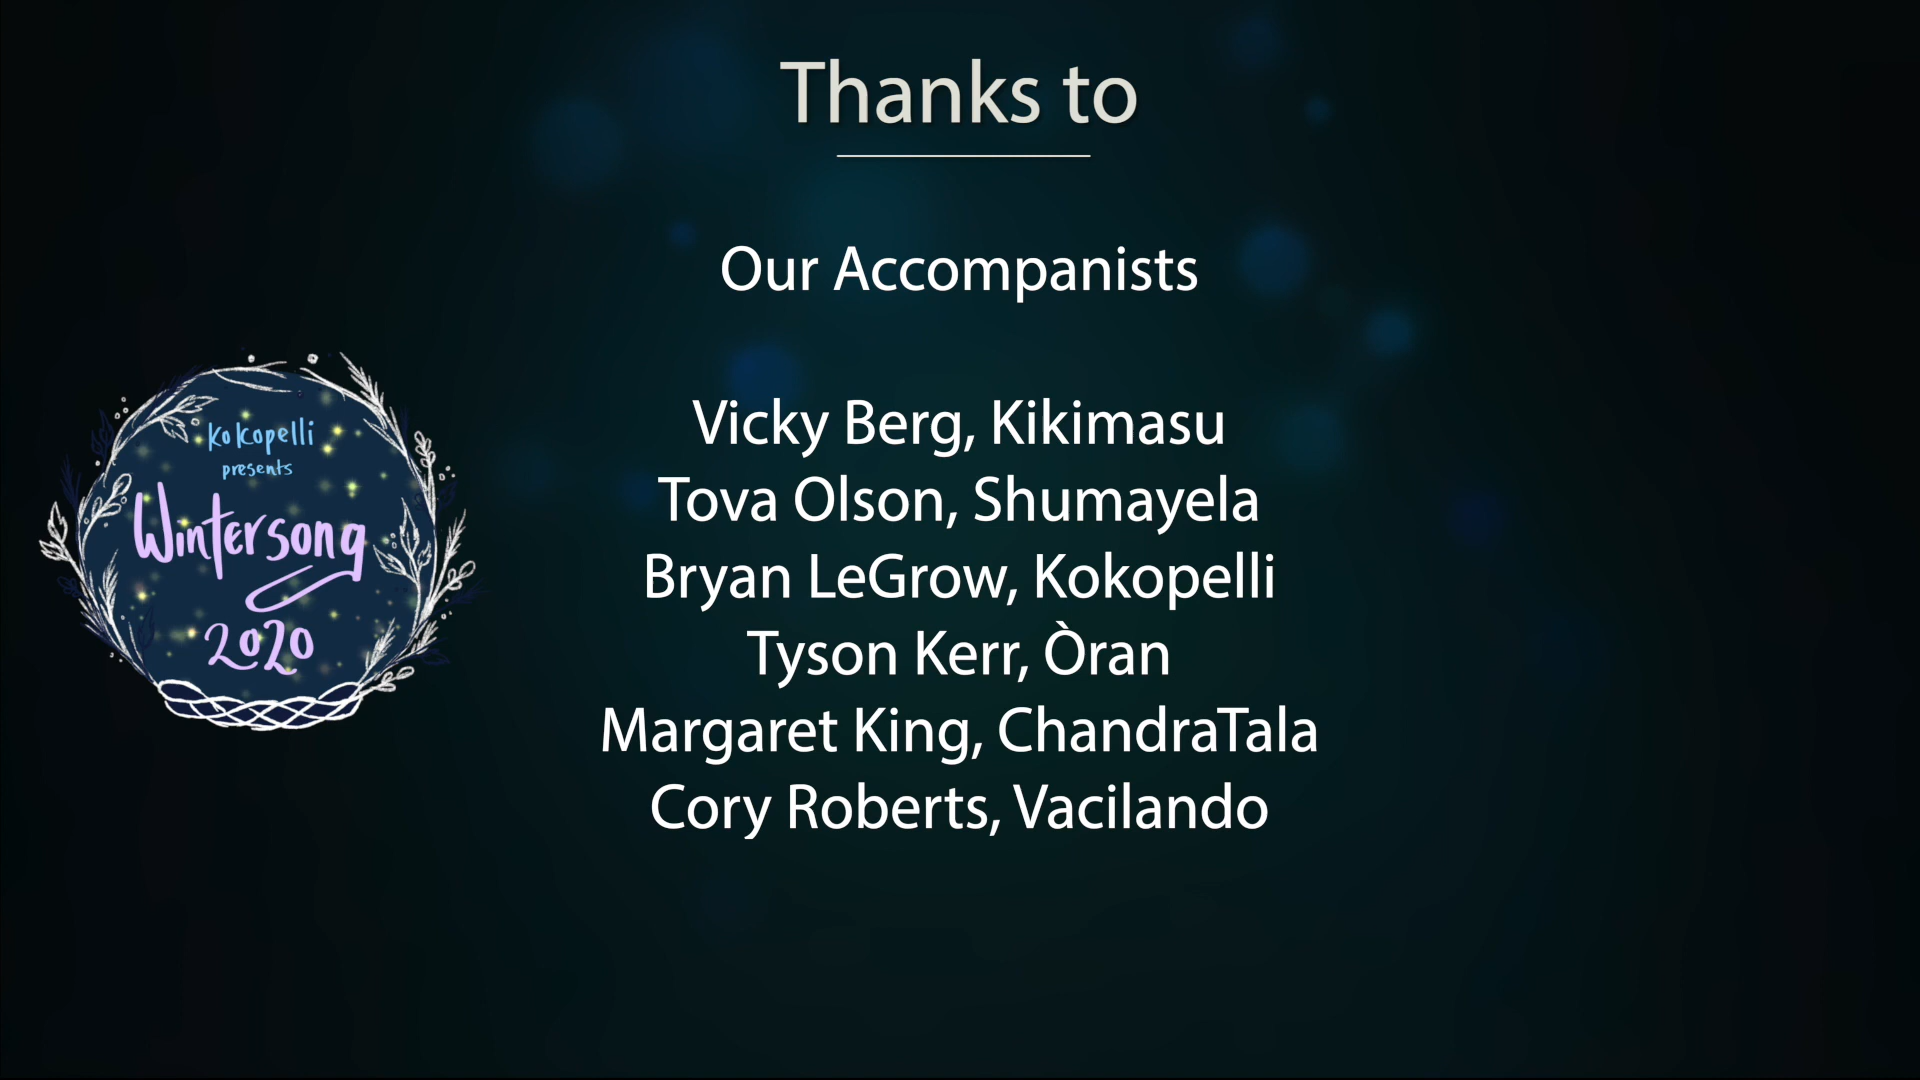 Thanks to
Our Accompanists
Vicky Berg, Kikimasu
Tova Olson, Shumayela
Bryan LeGrow, Kokopelli
Tyson Kerr, Òran
Margaret King, ChandraTala
Cory Roberts, Vacilando
kokopelli
presents
Wintersong
2020